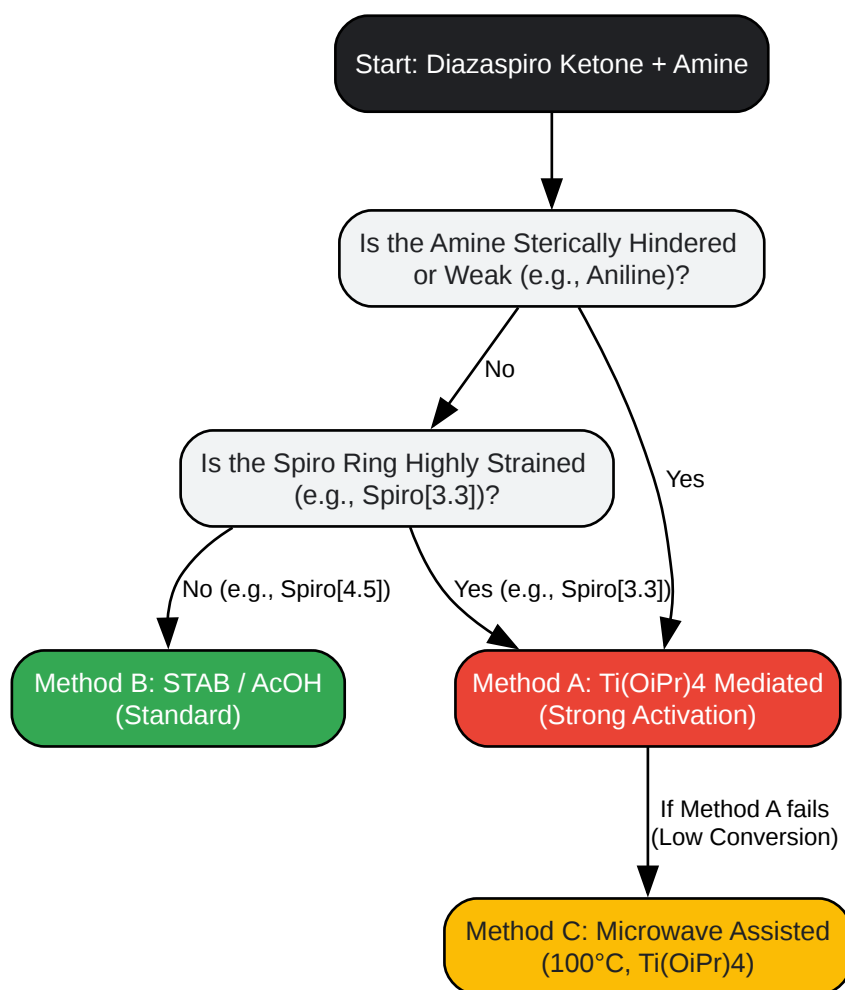 Start: Diazaspiro Ketone + Amine
Is the Amine Sterically Hindered
or Weak (e.g., Aniline)?
No
Is the Spiro Ring Highly Strained
(e.g., Spiro[3.3])?
Yes
No (e.g., Spiro[4.5])
Yes (e.g., Spiro[3.3])
Method B: STAB / AcOH
(Standard)
Method A: Ti(OiPr)4 Mediated
(Strong Activation)
If Method A fails
(Low Conversion)
Method C: Microwave Assisted
(100°C, Ti(OiPr)4)